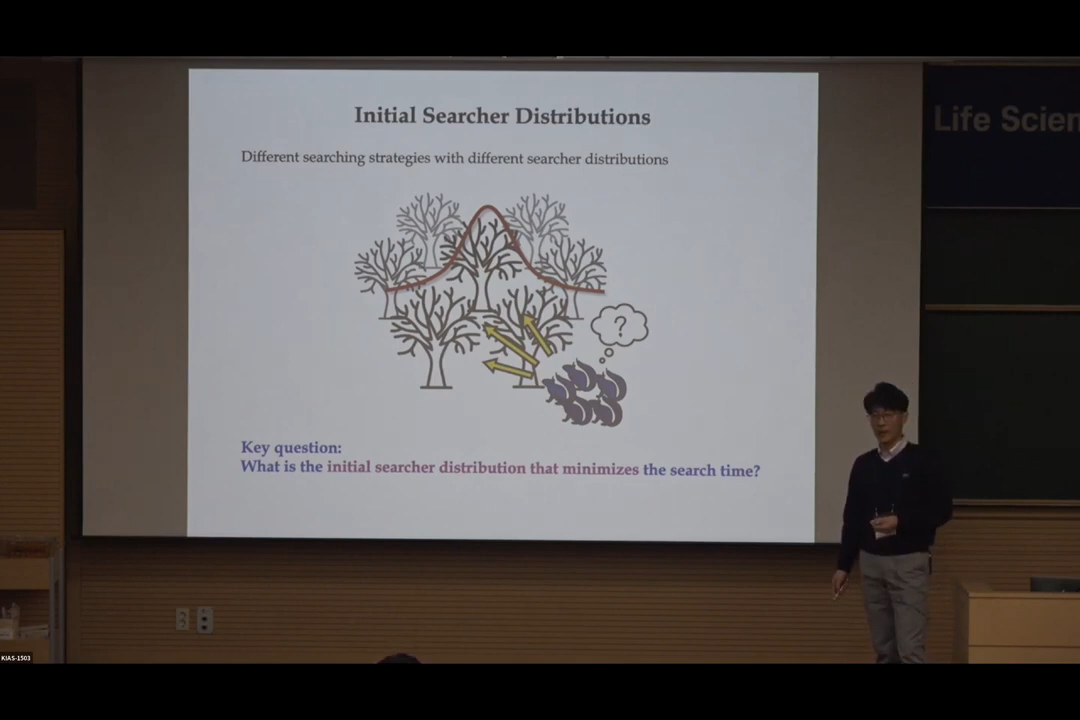 Initial Searcher Distributions
Life Scien
Different searching strategies with different searcher distributions
?
Key question:
What is the initial searcher distribution that minimizes the search time?
KIAS-1503